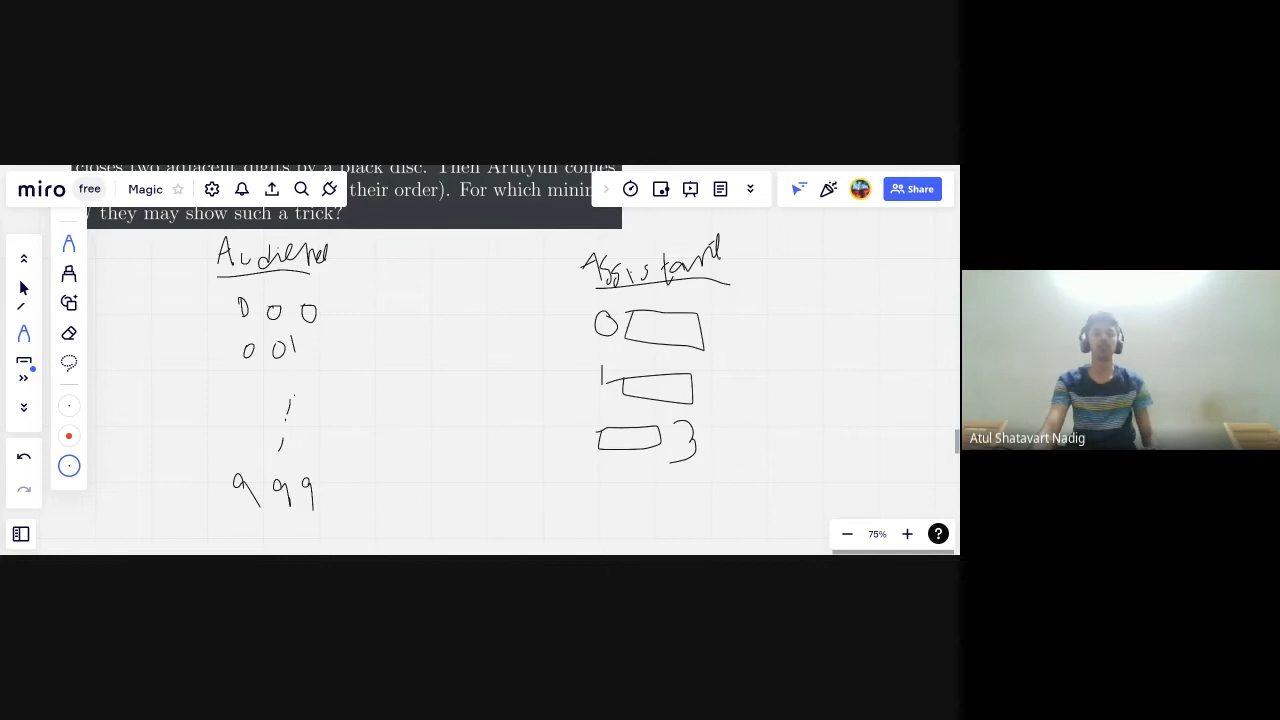 closes two adjacent digits by a black disc. Then Arutyun comes
miro free Magic
their order). For which minim
Share
they may show such a trick?
Audience
Assistant
0 0 0
0
0 0 1
1
3
9 9 9
Atul Shatavart Nadig
75%